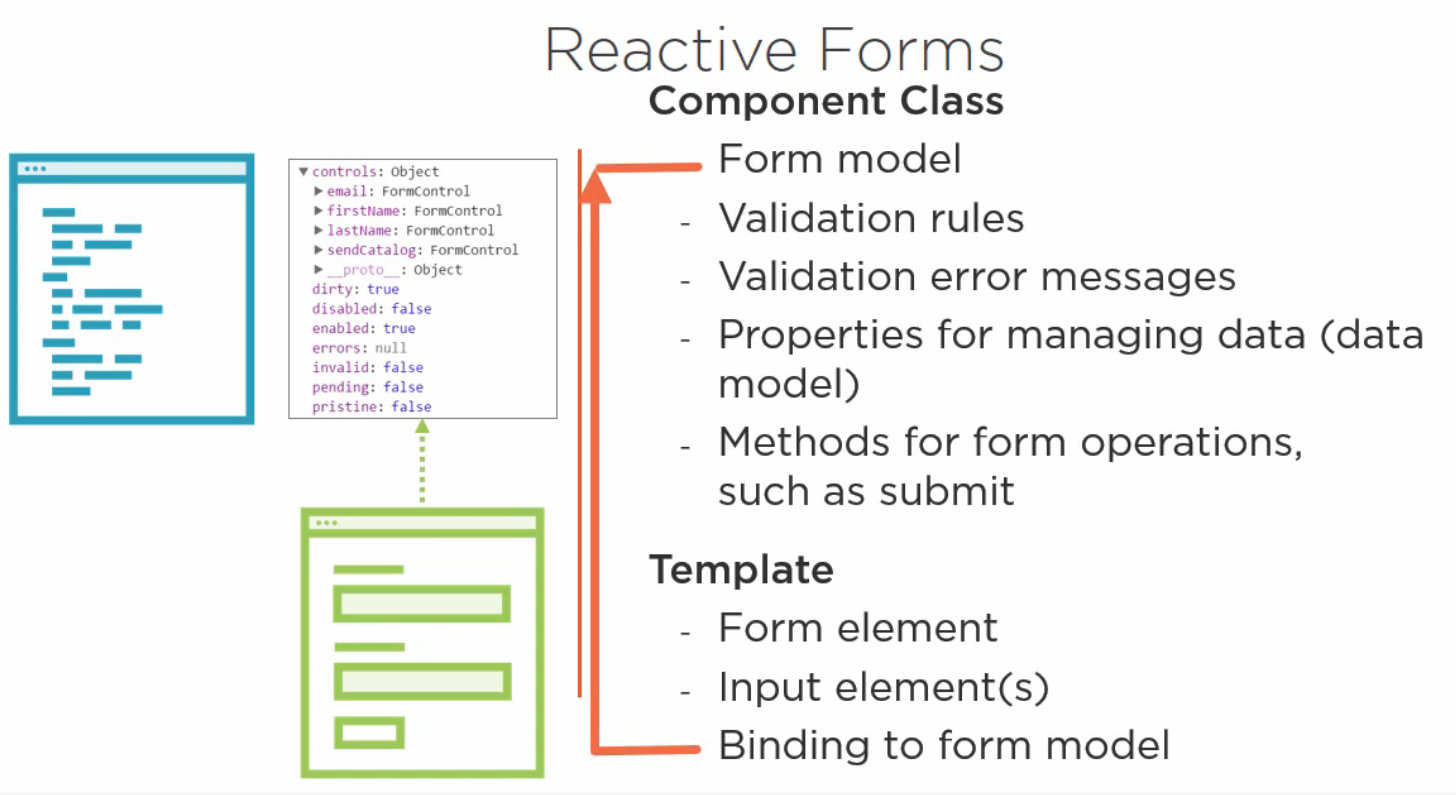 Reactive Forms
Component Class
Form model
- Validation rules
- Validation error messages
- Properties for managing data (data
model)
- Methods for form operations,
such as submit
Template
- Form element
- Input element(s)
Binding to form model
▼controls: Object
▶email: FormControl
▶firstName: FormControl
▶lastName: FormControl
▶sendCatalog: FormControl
▶__proto__: Object
dirty: true
disabled: false
enabled: true
errors: null
invalid: false
pending: false
pristine: false